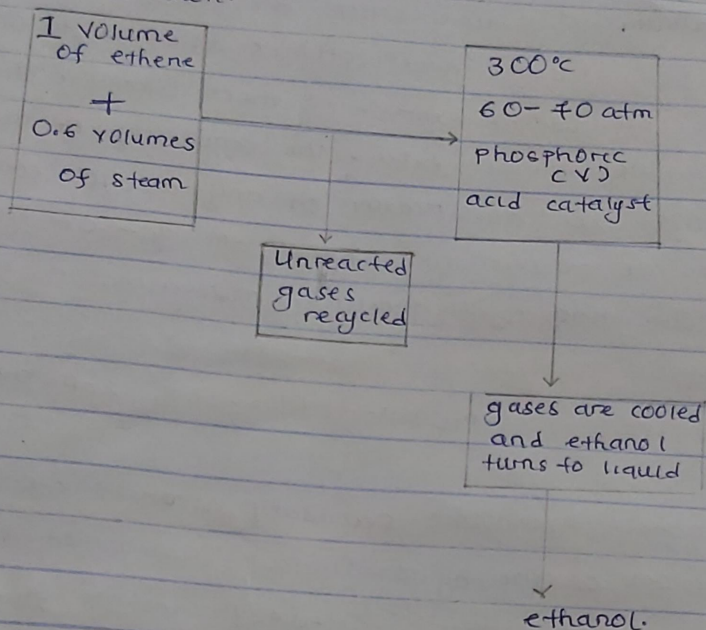 1 volume
of ethene
+
0.6 volumes
of steam
300°c
60-70 atm
phosphoric
(V)
acid catalyst
Unreacted
gases
recycled
gases are cooled
and ethanol
turns to liquid
ethanol.